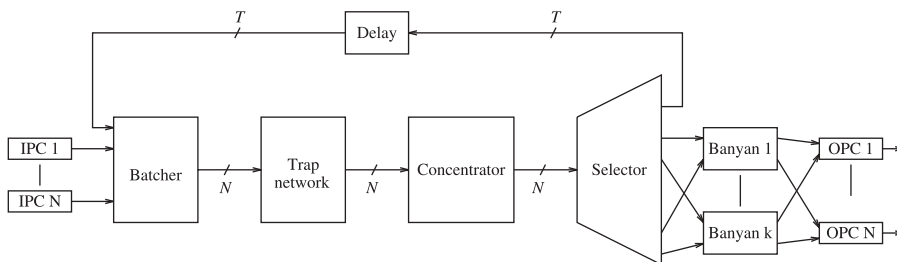 T
T
Delay
IPC 1
IPC N
Batcher
N
Trap
network
N
Concentrator
N
Selector
Banyan 1
Banyan k
OPC 1
OPC N